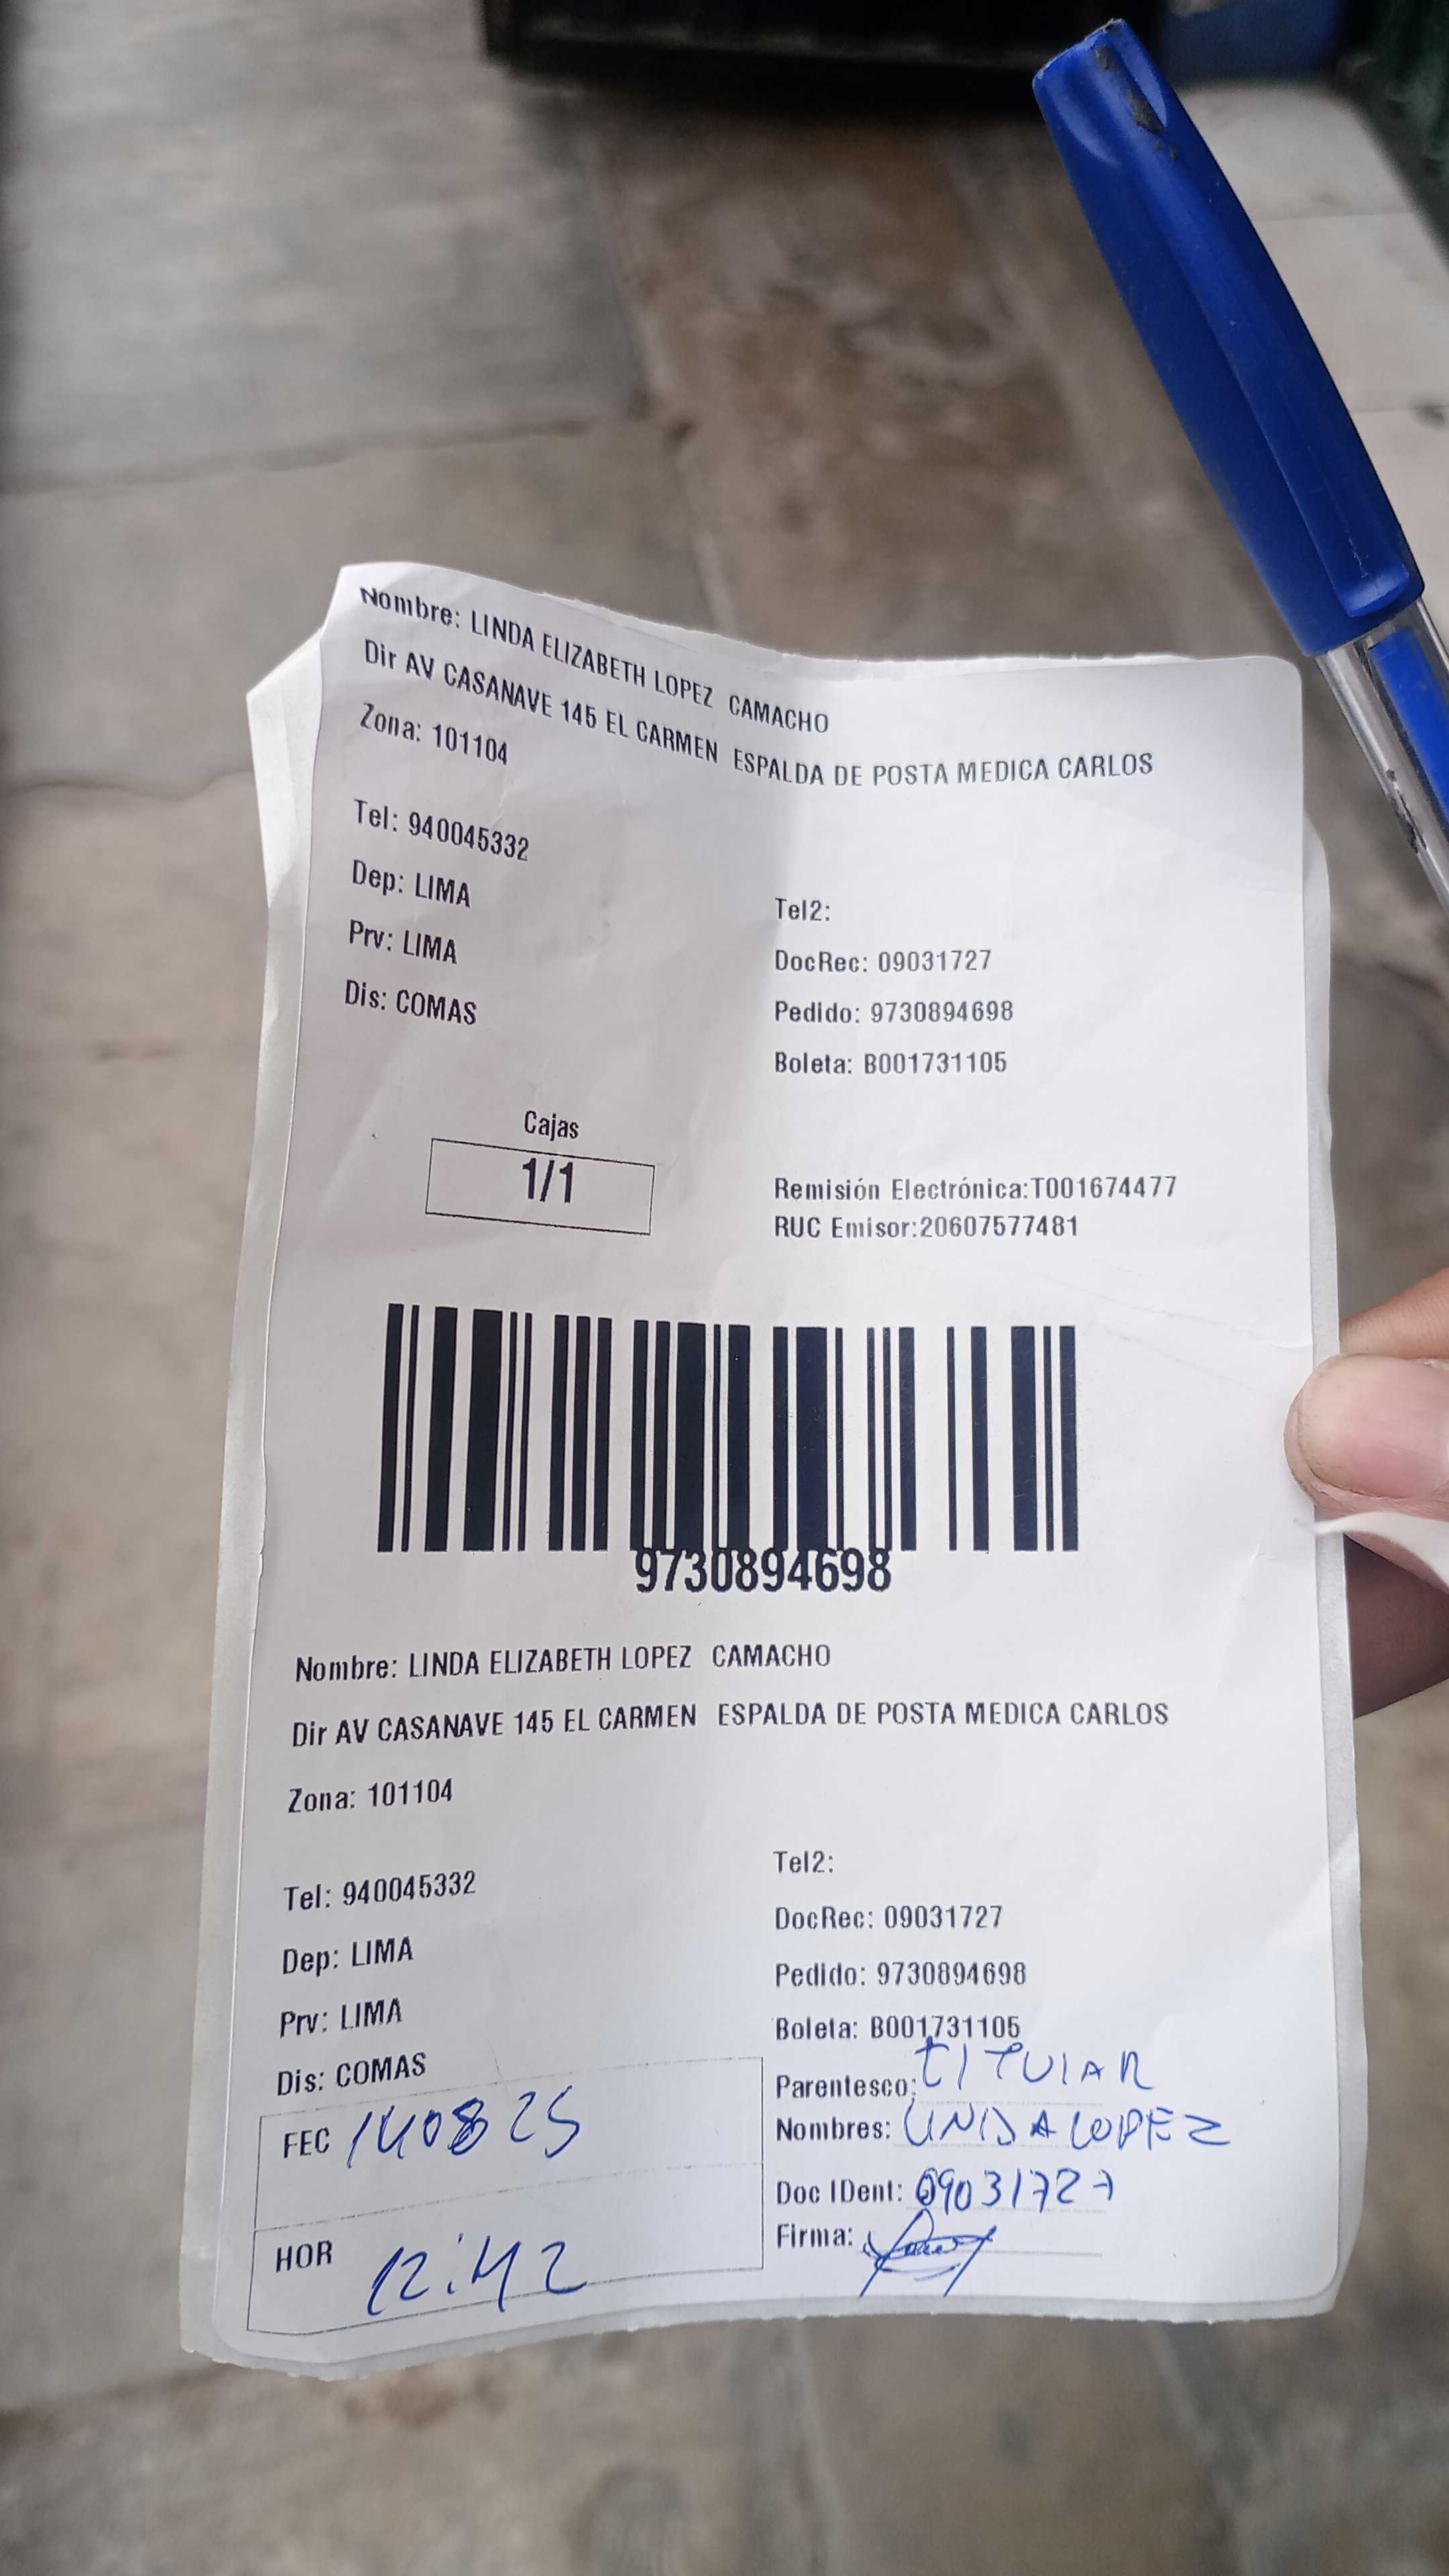 Nombre: LINDA ELIZABETH LOPEZ CAMACHO
Dir AV CASANAVE 145 EL CARMEN ESPALDA DE POSTA MEDICA CARLOS
Zona: 101104
Tel: 940045332
Dep: LIMA
Tel2:
Prv: LIMA
DocRec: 09031727
Dis: COMAS
Pedido: 9730894698
Boleta: B001731105
Cajas
1/1
Remisión Electrónica:T001674477
RUC Emisor:20607577481
9730894698
Nombre: LINDA ELIZABETH LOPEZ CAMACHO
Dir AV CASANAVE 145 EL CARMEN ESPALDA DE POSTA MEDICA CARLOS
Zona: 101104
Tel2:
Tel: 940045332
DocRec: 09031727
Dep: LIMA
Pedido: 9730894698
Prv: LIMA
Boleta: B001731105
Dis: COMAS
Parentesco: TITULAR
FEC 140825
Nombres: LINDA LOPEZ
Doc IDent: 09031727
HOR 12:42
Firma: